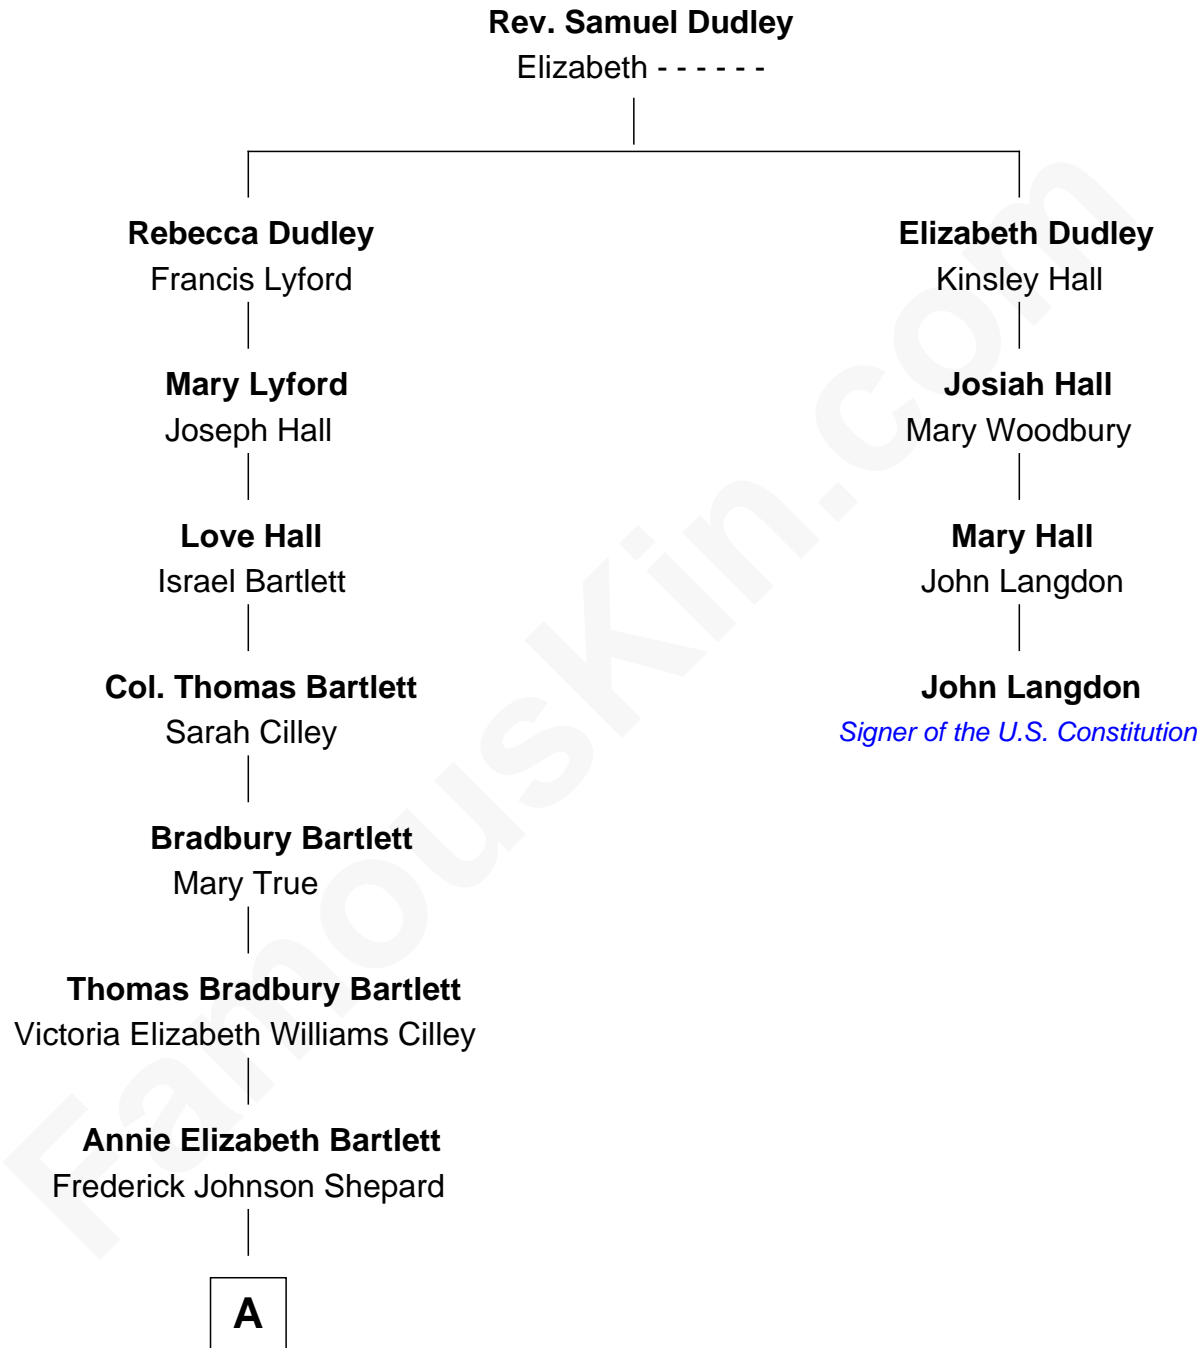 Rev. Samuel Dudley
Elizabeth - - - - - -
Rebecca Dudley
Francis Lyford
Elizabeth Dudley
Kinsley Hall
Mary Lyford
Joseph Hall
Josiah Hall
Mary Woodbury
Love Hall
Israel Bartlett
Mary Hall
John Langdon
Col. Thomas Bartlett
Sarah Cilley
John Langdon
Signer of the U.S. Constitution
Bradbury Bartlett
Mary True
Thomas Bradbury Bartlett
Victoria Elizabeth Williams Cilley
Annie Elizabeth Bartlett
Frederick Johnson Shepard
A
FamousKin.com